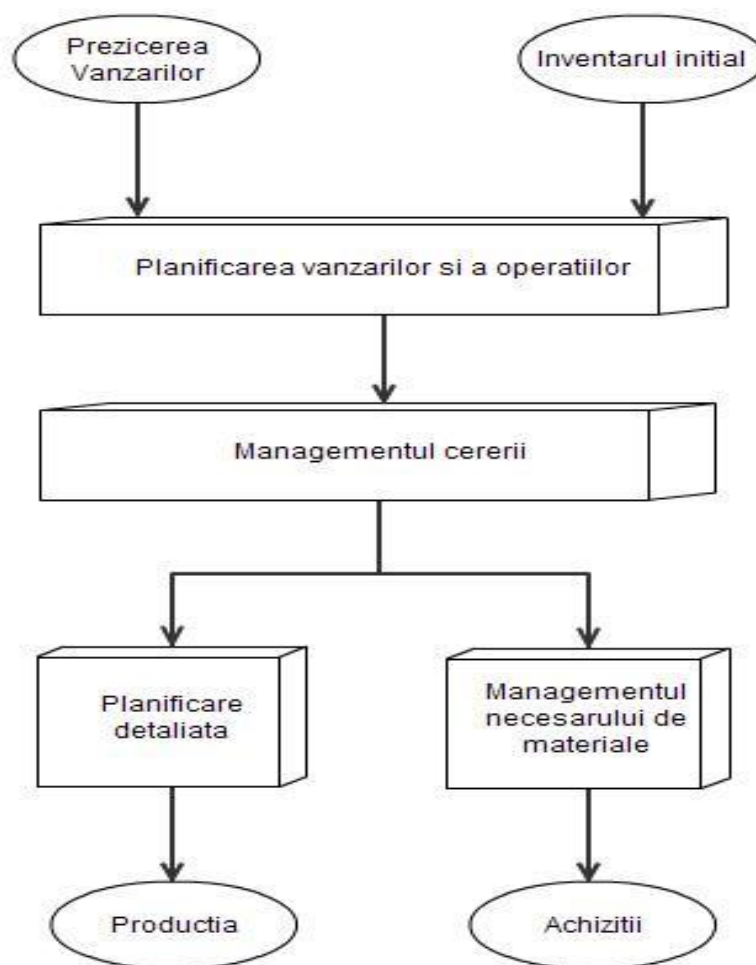 Prezicerea
Vanzarilor
Inventarul initial
Planificarea vanzarilor si a operatiilor
Managementul cererii
Planificare
detaliata
Managementul
necesarului de
materiale
Productia
Achizitii